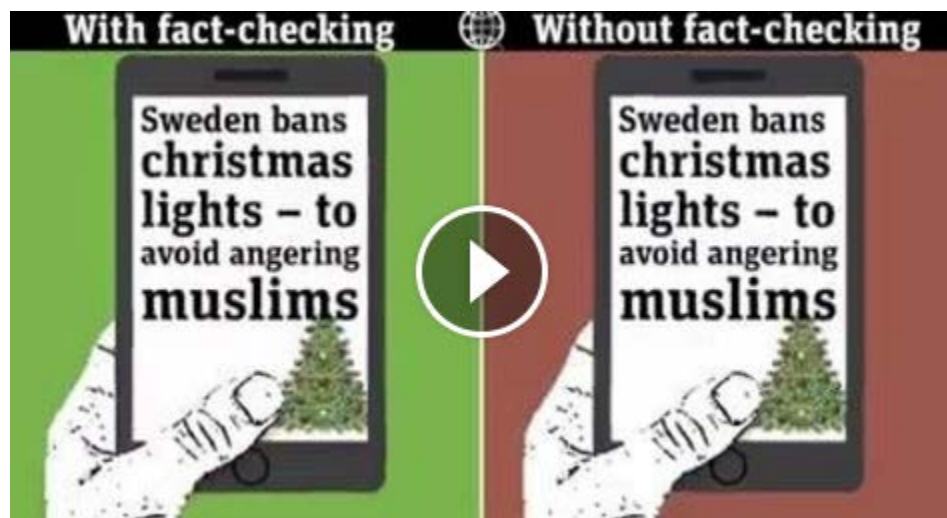 With fact-checking
Sweden bans
christmas
lights – to
avoid angering
muslims
Without fact-checking
Sweden bans
christmas
lights – to
avoid angering
muslims